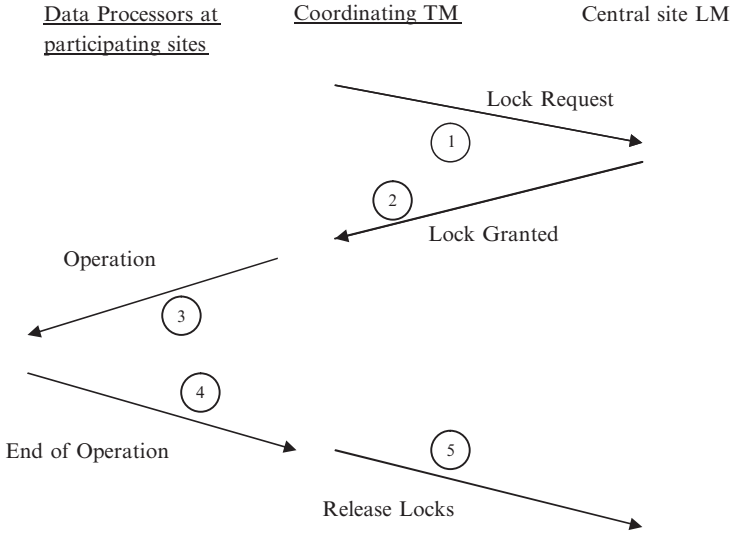 Data Processors at
participating sites
Coordinating TM
Central site LM
Lock Request
1
2
Lock Granted
Operation
3
4
End of Operation
5
Release Locks